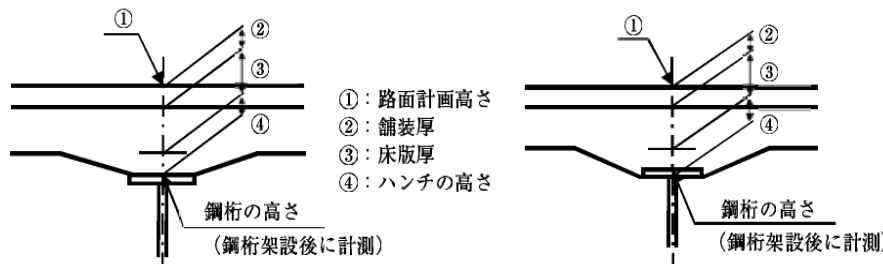 ①
②
③
④
①：路面計画高さ
②：舗装厚
③：床版厚
④：ハンチの高さ
鋼桁の高さ
（鋼桁架設後に計測）
①
②
③
④
鋼桁の高さ
（鋼桁架設後に計測）